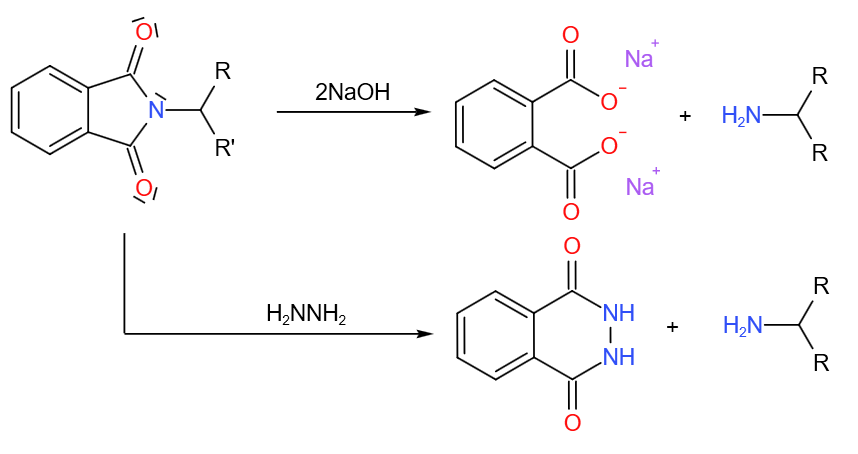 O
R
N
R'
O
2NaOH
O
Na⁺
O⁻
O⁻
Na⁺
O
+
H₂N
R
R
H₂NNH₂
O
NH
NH
O
+
H₂N
R
R